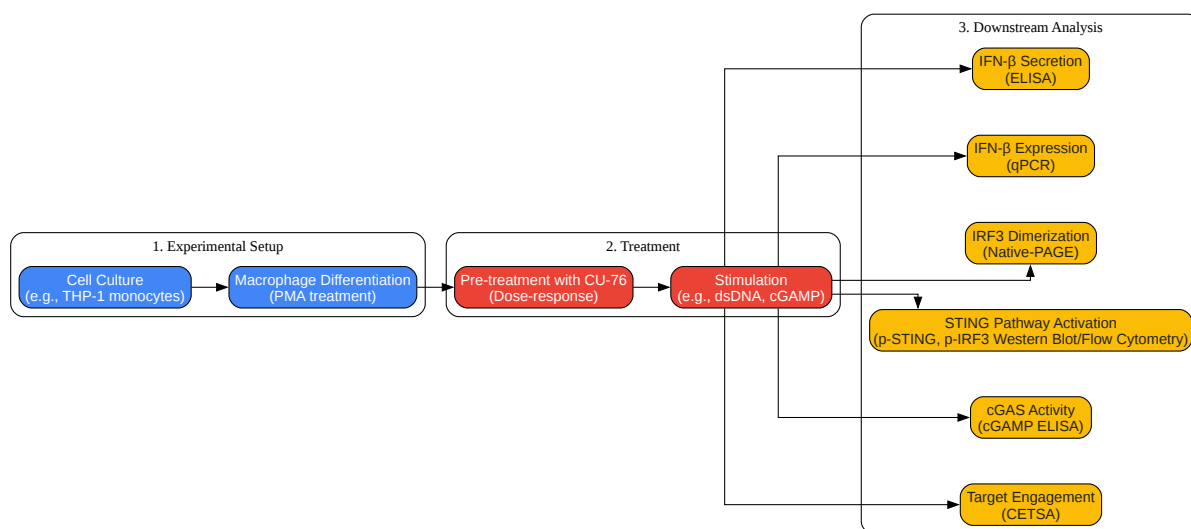 1. Experimental Setup
Cell Culture
(e.g., THP-1 monocytes)
Macrophage Differentiation
(PMA treatment)
2. Treatment
Pre-treatment with CU-76
(Dose-response)
Stimulation
(e.g., dsDNA, cGAMP)
3. Downstream Analysis
IFN-β Secretion
(ELISA)
IFN-β Expression
(qPCR)
IRF3 Dimerization
(Native-PAGE)
STING Pathway Activation
(p-STING, p-IRF3 Western Blot/Flow Cytometry)
cGAS Activity
(cGAMP ELISA)
Target Engagement
(CETSA)